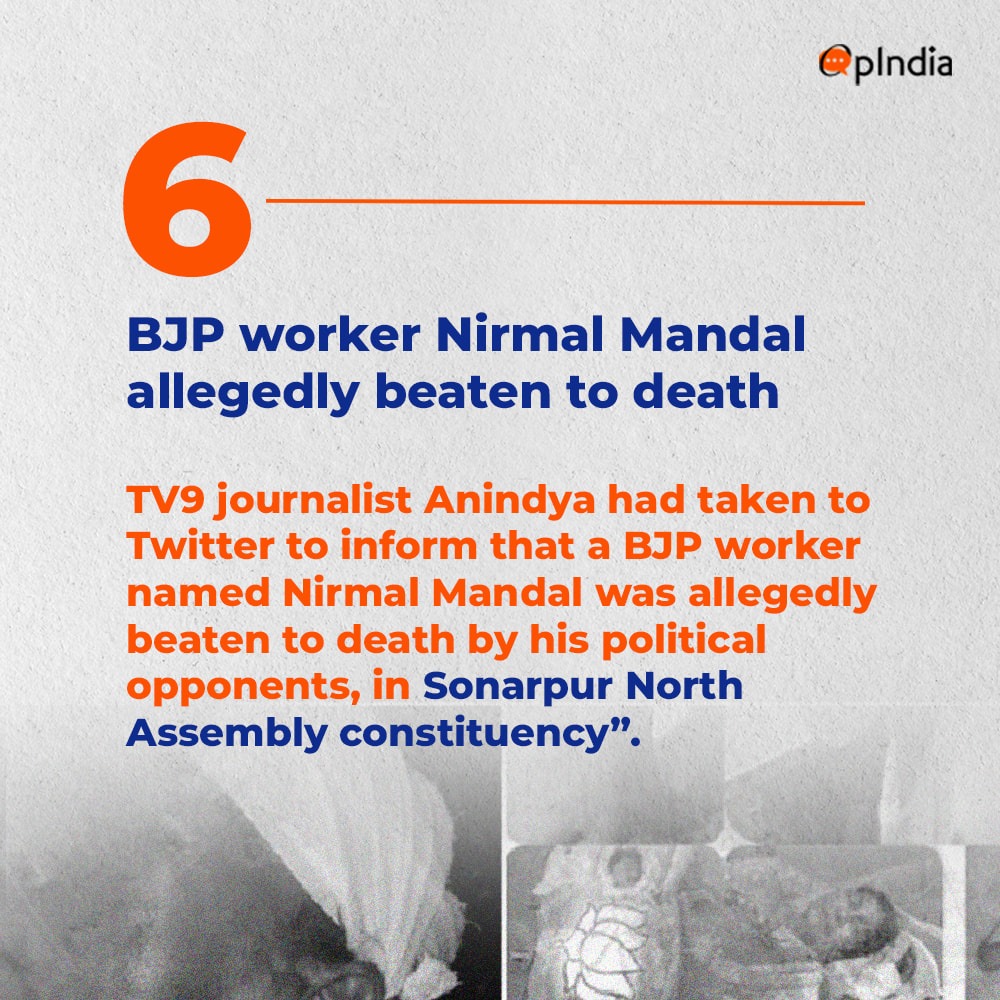 OpIndia
6
BJP worker Nirmal Mandal
allegedly beaten to death
TV9 journalist Anindya had taken to
Twitter to inform that a BJP worker
named Nirmal Mandal was allegedly
beaten to death by his political
opponents, in Sonarpur North
Assembly constituency”.